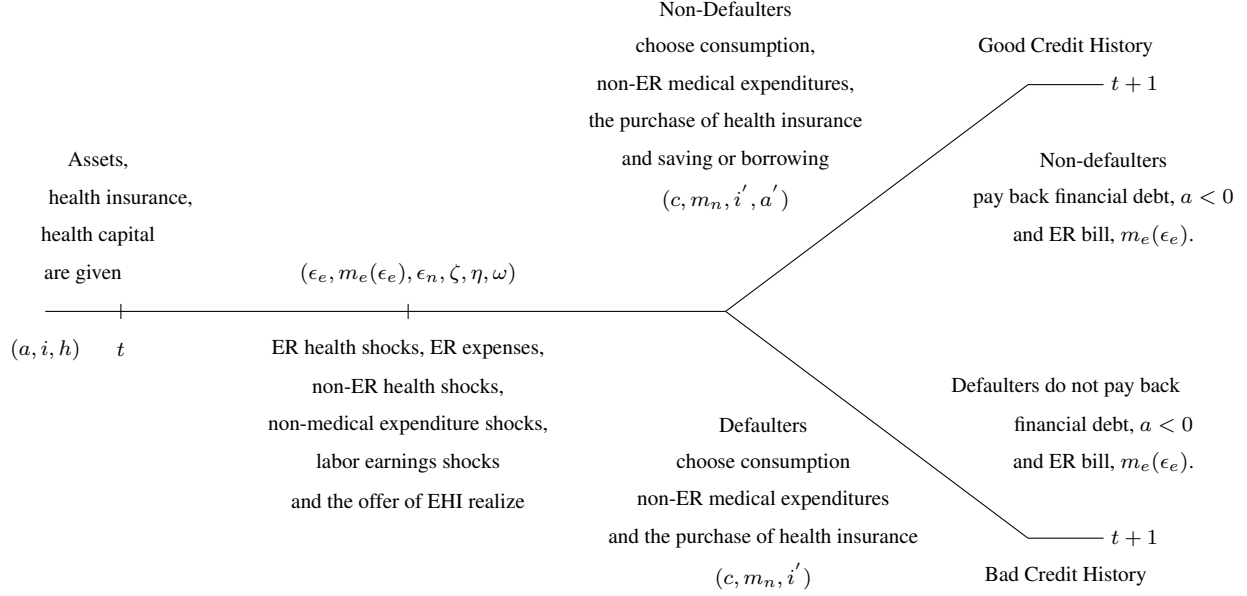 Assets,
health insurance,
health capital
are given
(a, i, h)
t
(ϵ_e, m_e(ϵ_e), ϵ_n, ζ, η, ω)
ER health shocks, ER expenses,
non-ER health shocks,
non-medical expenditure shocks,
labor earnings shocks
and the offer of EHI realize
Non-Defaulters
choose consumption,
non-ER medical expenditures,
the purchase of health insurance
and saving or borrowing
(c, m_n, i′, a′)
Good Credit History
t + 1
Non-defaulters
pay back financial debt, a < 0
and ER bill, m_e(ϵ_e).
Defaulters
choose consumption
non-ER medical expenditures
and the purchase of health insurance
(c, m_n, i′)
Defaulters do not pay back
financial debt, a < 0
and ER bill, m_e(ϵ_e).
t + 1
Bad Credit History